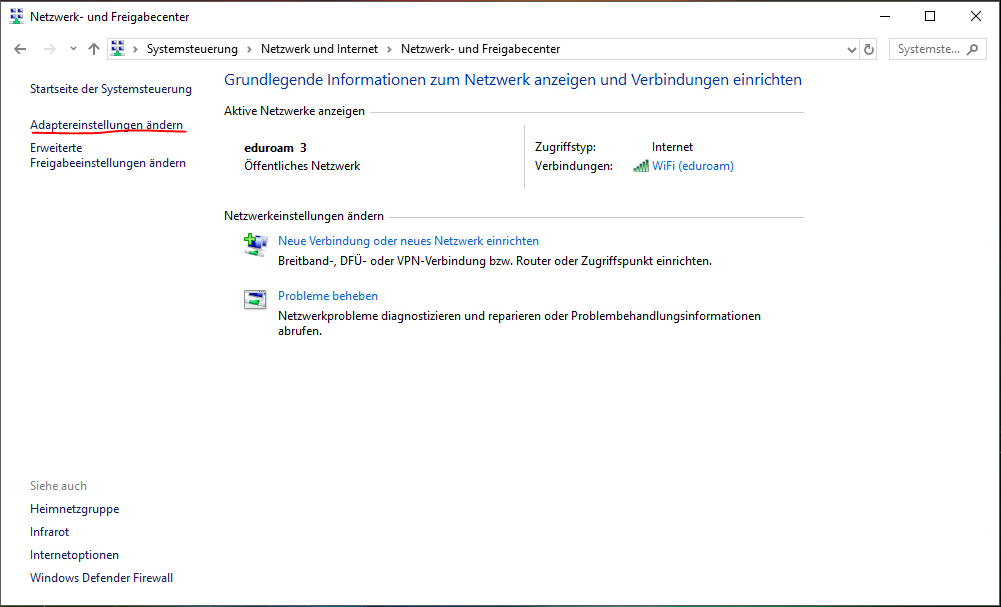 Netzwerk- und Freigabecenter
Systemsteuerung > Netzwerk und Internet > Netzwerk- und Freigabecenter
Systemste...
Startseite der Systemsteuerung
Adaptereinstellungen ändern
Erweiterte
Freigabeeinstellungen ändern
Grundlegende Informationen zum Netzwerk anzeigen und Verbindungen einrichten
Aktive Netzwerke anzeigen
eduroam 3
Öffentliches Netzwerk
Zugriffstyp: Internet
Verbindungen: WiFi (eduroam)
Netzwerkeinstellungen ändern
Neue Verbindung oder neues Netzwerk einrichten
Breitband-, DFÜ- oder VPN-Verbindung bzw. Router oder Zugriffspunkt einrichten.
Probleme beheben
Netzwerkprobleme diagnostizieren und reparieren oder Problembehandlungsinformationen
abrufen.
Siehe auch
Heimnetzgruppe
Infrarot
Internetoptionen
Windows Defender Firewall